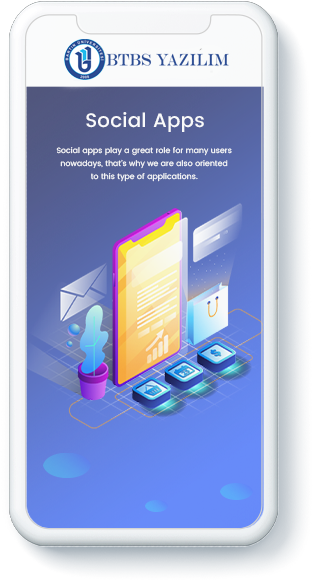 BTBS YAZILIM
Social Apps
Social apps play a great role for many users
nowadays, that's why we are also oriented
to this type of applications.